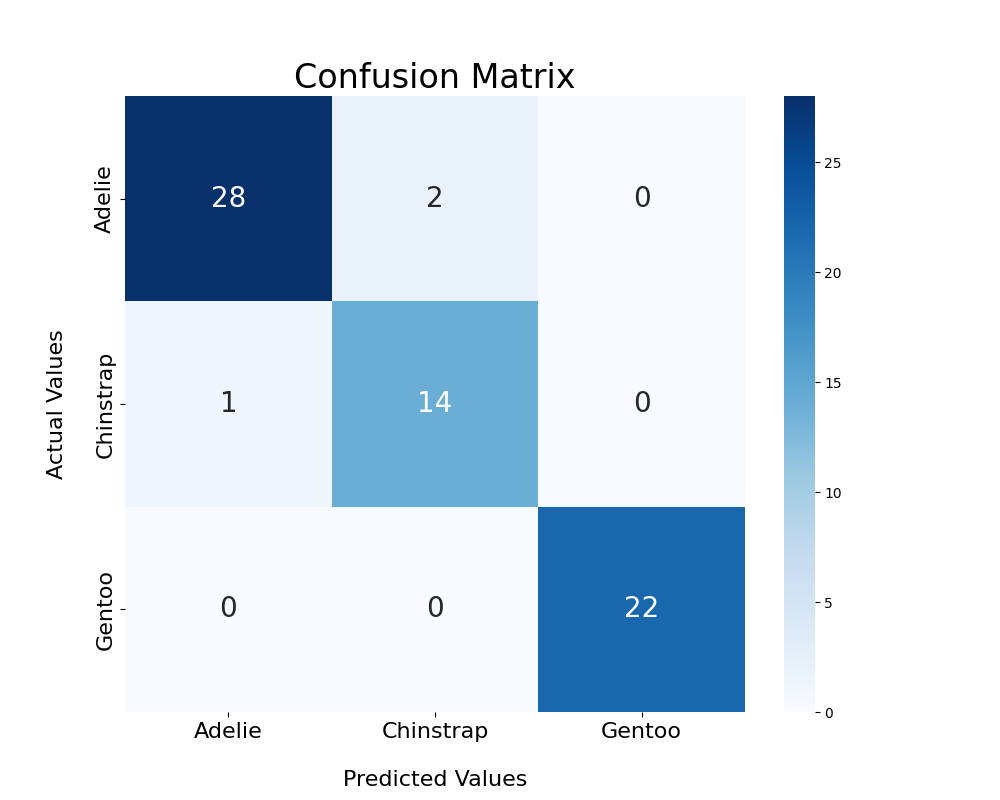 Confusion Matrix
Adelie
28 2 0
Chinstrap
1 14 0
Gentoo
0 0 22
Actual Values
Adelie Chinstrap Gentoo
Predicted Values
25
20
15
10
5
0